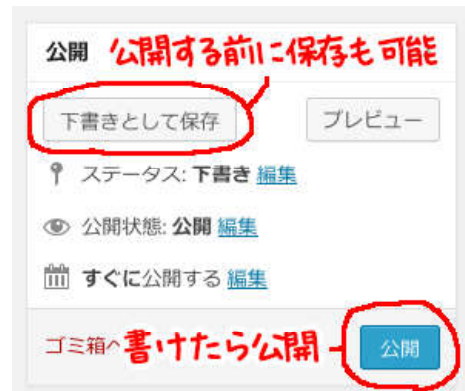 公開 公開する前に保存も可能
下書きとして保存 プレビュー
ステータス: 下書き 編集
公開状態: 公開 編集
すぐに公開する 編集
ゴミ箱へ 書けたら公開 公開